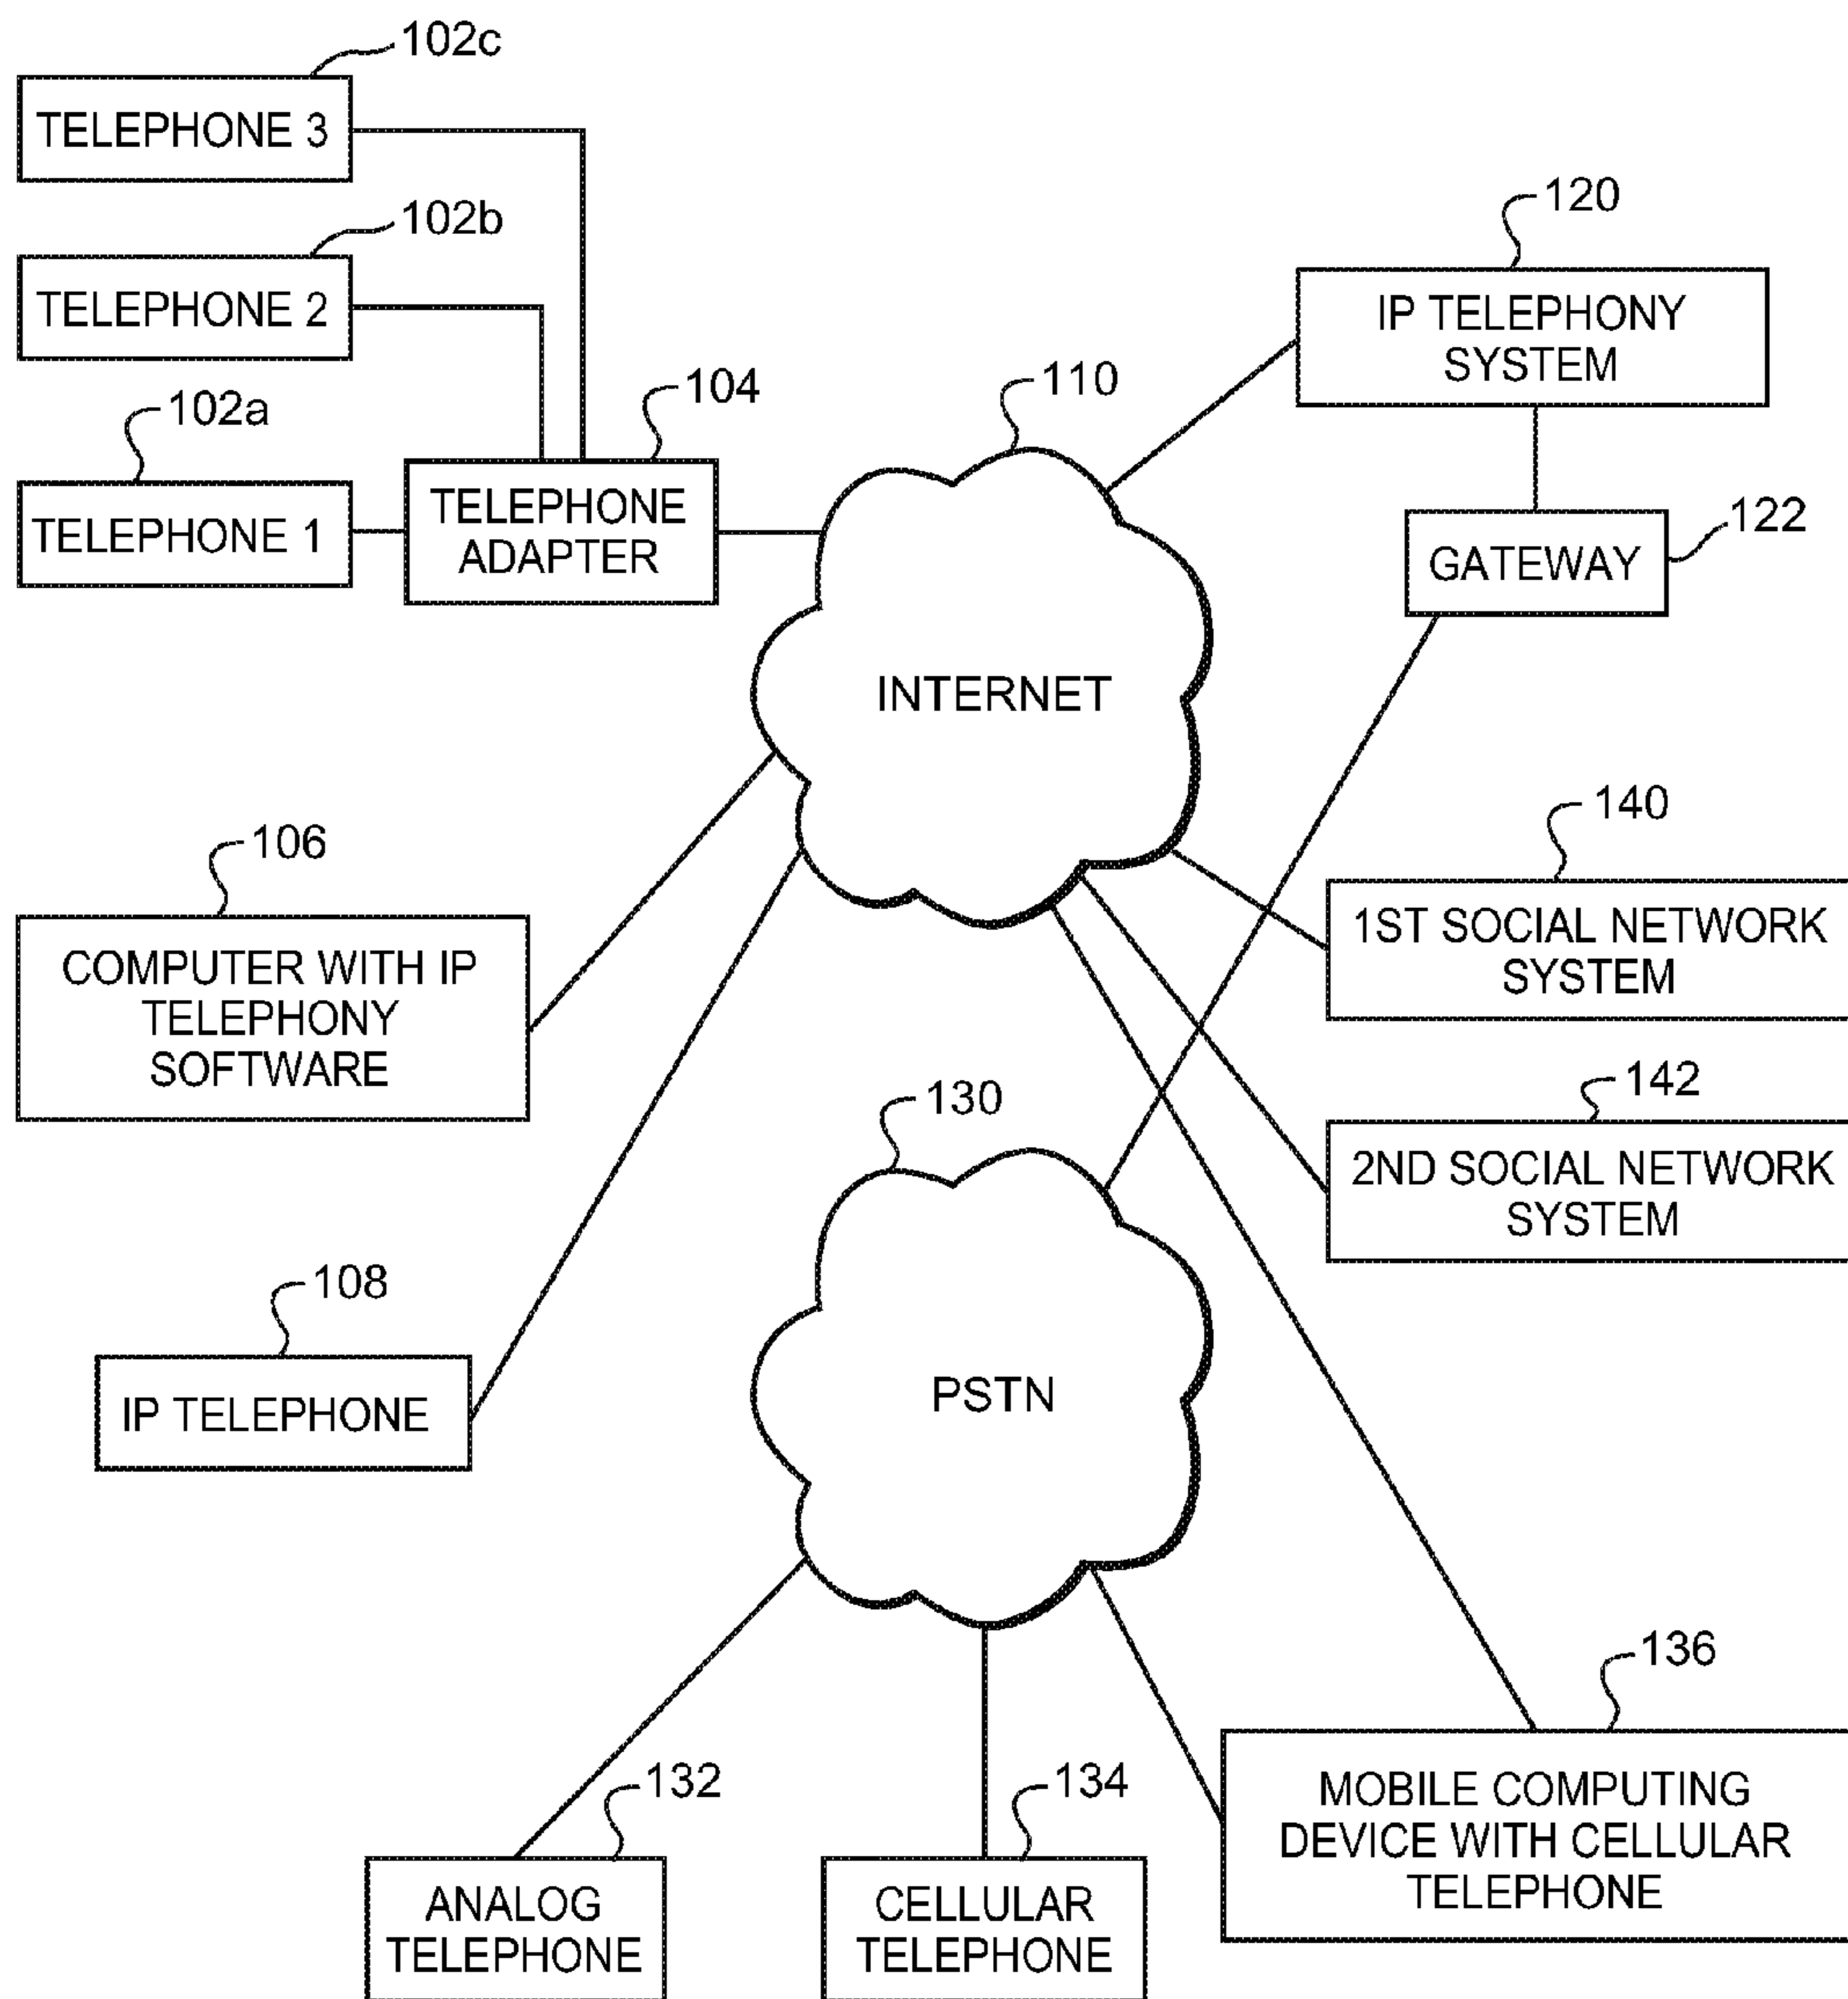 102c
TELEPHONE 3
102b
TELEPHONE 2
102a
TELEPHONE 1
104
TELEPHONE
ADAPTER
110
INTERNET
120
IP TELEPHONY
SYSTEM
122
GATEWAY
106
COMPUTER WITH IP
TELEPHONY
SOFTWARE
140
1ST SOCIAL NETWORK
SYSTEM
142
2ND SOCIAL NETWORK
SYSTEM
108
IP TELEPHONE
130
PSTN
132
ANALOG
TELEPHONE
134
CELLULAR
TELEPHONE
136
MOBILE COMPUTING
DEVICE WITH CELLULAR
TELEPHONE